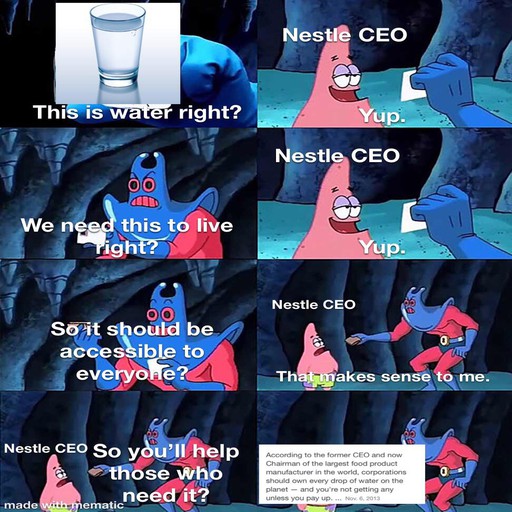 This is water right?
Nestle CEO
Yup.
We need this to live
right?
Nestle CEO
Yup.
So it should be
accessible to
everyone?
Nestle CEO
That makes sense to me.
Nestle CEO
So you'll help
those who
need it?
made with mematic
According to the former CEO and now
Chairman of the largest food product
manufacturer in the world, corporations
should own every drop of water on the
planet — and you're not getting any
unless you pay up. ... Nov. 6, 2013